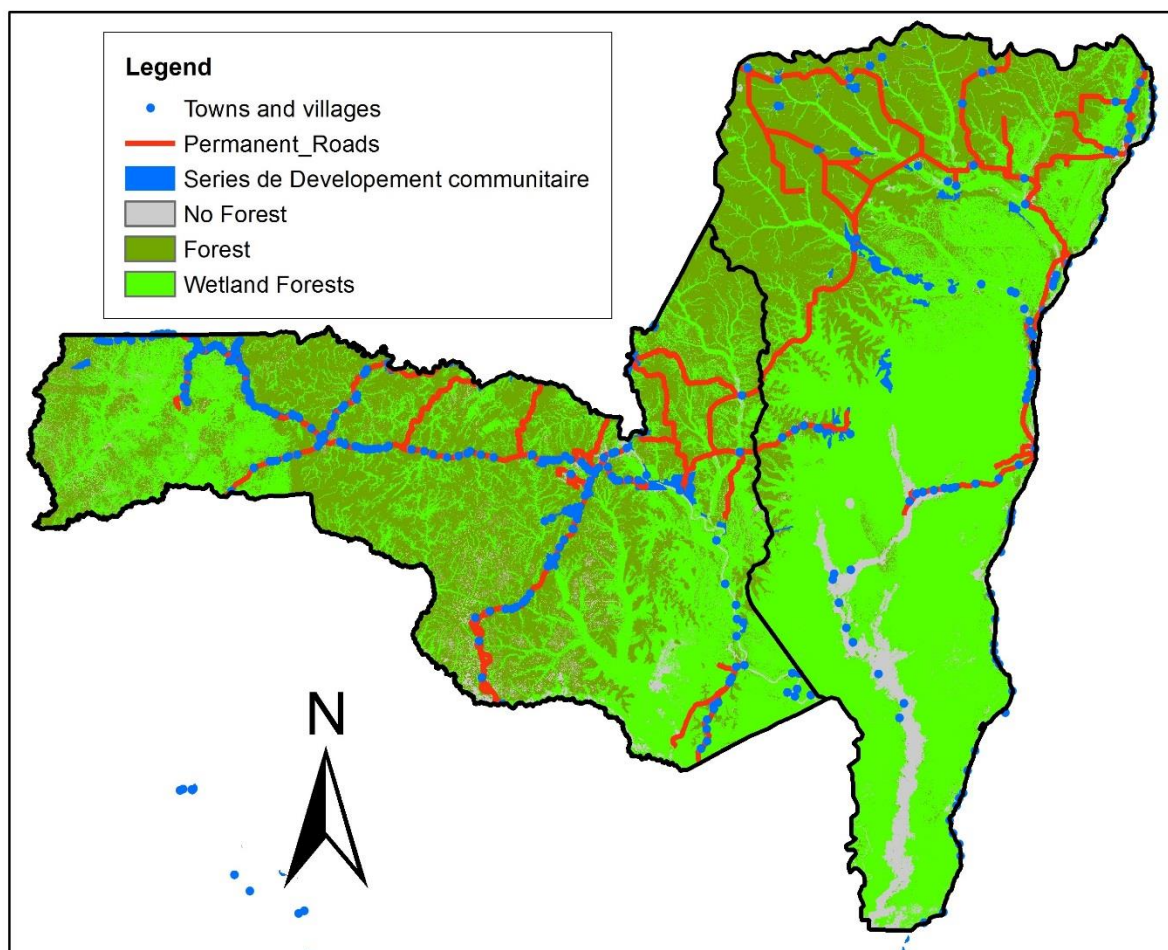 Legend
Towns and villages
Permanent_Roads
Series de Developement communitaire
No Forest
Forest
Wetland Forests
N